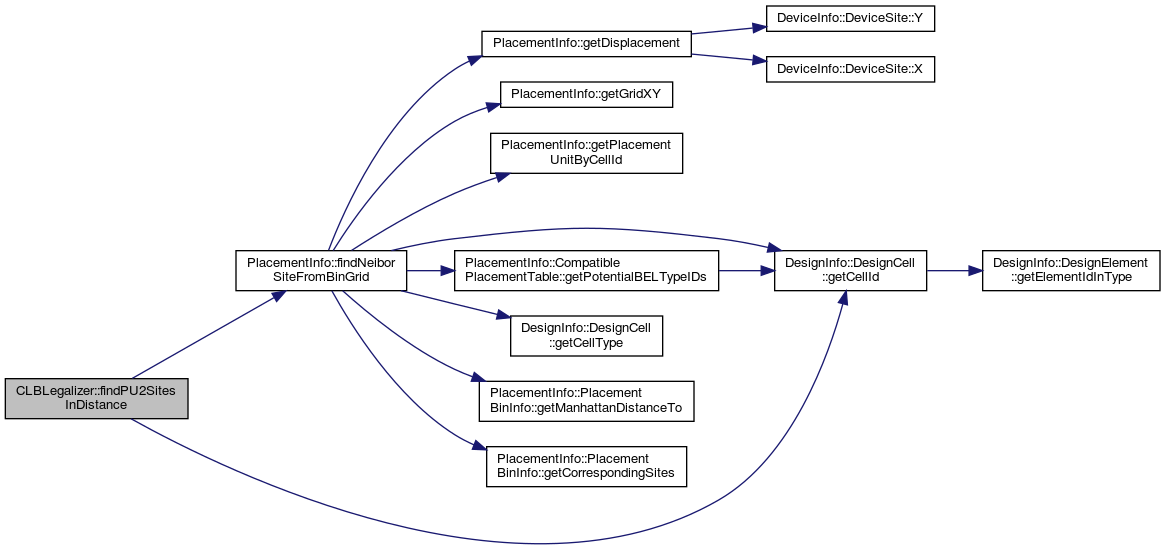 CLBLegalizer::findPU2Sites
InDistance
PlacementInfo::findNeibor
SiteFromBinGrid
PlacementInfo::getDisplacement
DeviceInfo::DeviceSite::Y
DeviceInfo::DeviceSite::X
PlacementInfo::getGridXY
PlacementInfo::getPlacement
UnitByCellId
PlacementInfo::Compatible
PlacementTable::getPotentialBELTypeIDs
DesignInfo::DesignCell
::getCellId
DesignInfo::DesignElement
::getElementIdInType
DesignInfo::DesignCell
::getCellType
PlacementInfo::Placement
BinInfo::getManhattanDistanceTo
PlacementInfo::Placement
BinInfo::getCorrespondingSites